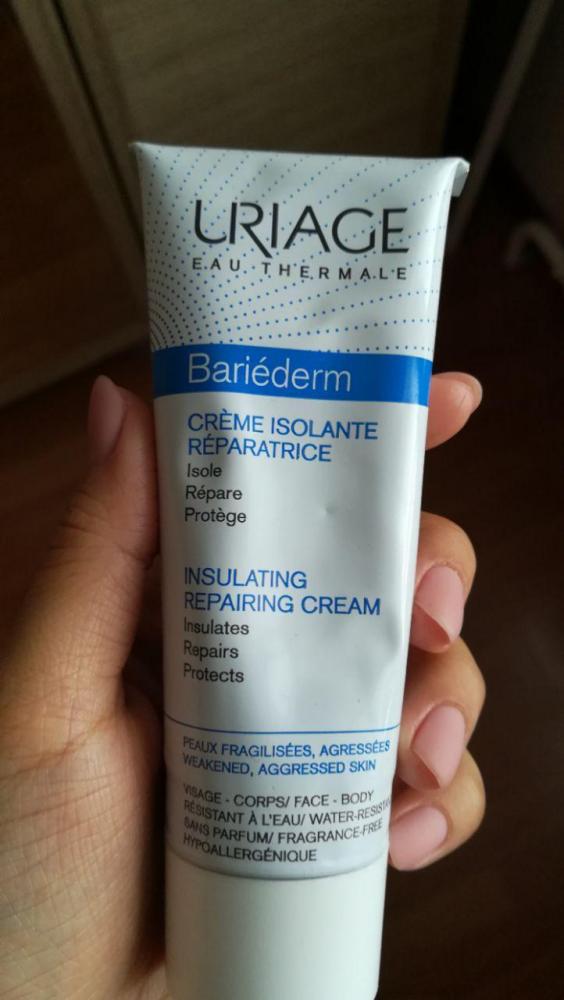 URIAGE
EAU THERMALE
Bariéderm
CRÈME ISOLANTE
RÉPARATRICE
Isole
Répare
Protège
INSULATING
REPAIRING CREAM
Insulates
Repairs
Protects
PEAUX FRAGILISÉES, AGRESSÉES
WEAKENED, AGGRESSED SKIN
VISAGE - CORPS/ FACE - BODY
RÉSISTANT À L'EAU/ WATER-RESISTA
SANS PARFUM/ FRAGRANCE-FREE
HYPOALLERGÉNIQUE